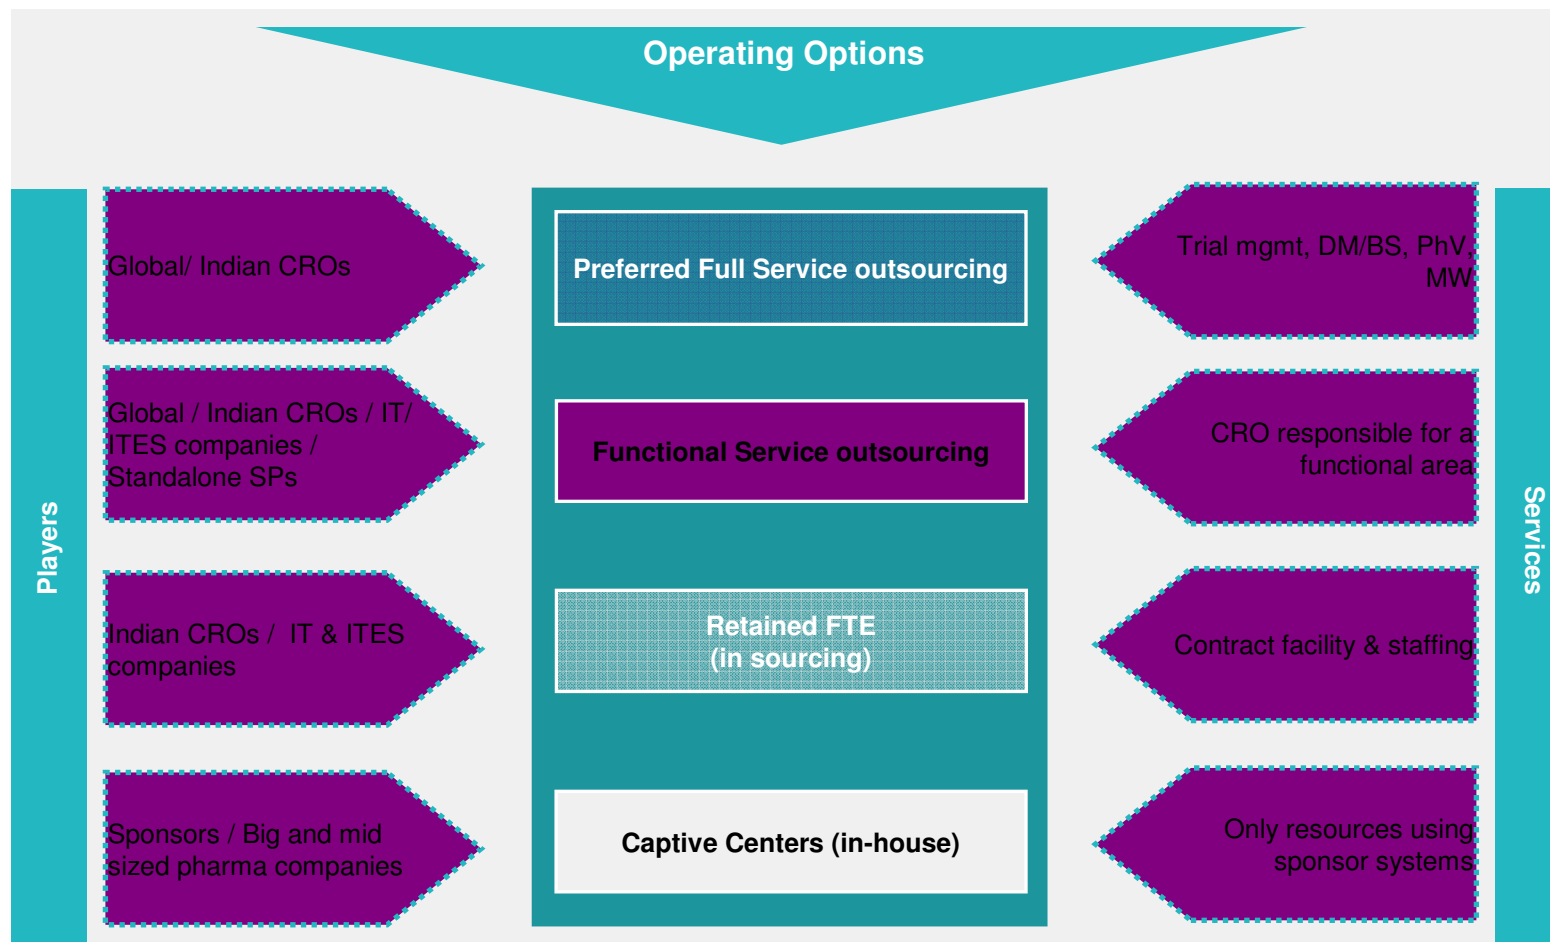 Operating Options
Players
Global/ Indian CROs
Preferred Full Service outsourcing
Trial mgmt, DM/BS, PhV,
MW
Global / Indian CROs / IT/
ITES companies /
Standalone SPs
Functional Service outsourcing
CRO responsible for a
functional area
Indian CROs /  IT & ITES
companies
Retained FTE
(in sourcing)
Contract facility & staffing
Sponsors / Big and mid
sized pharma companies
Captive Centers (in-house)
Only resources using
sponsor systems
Services